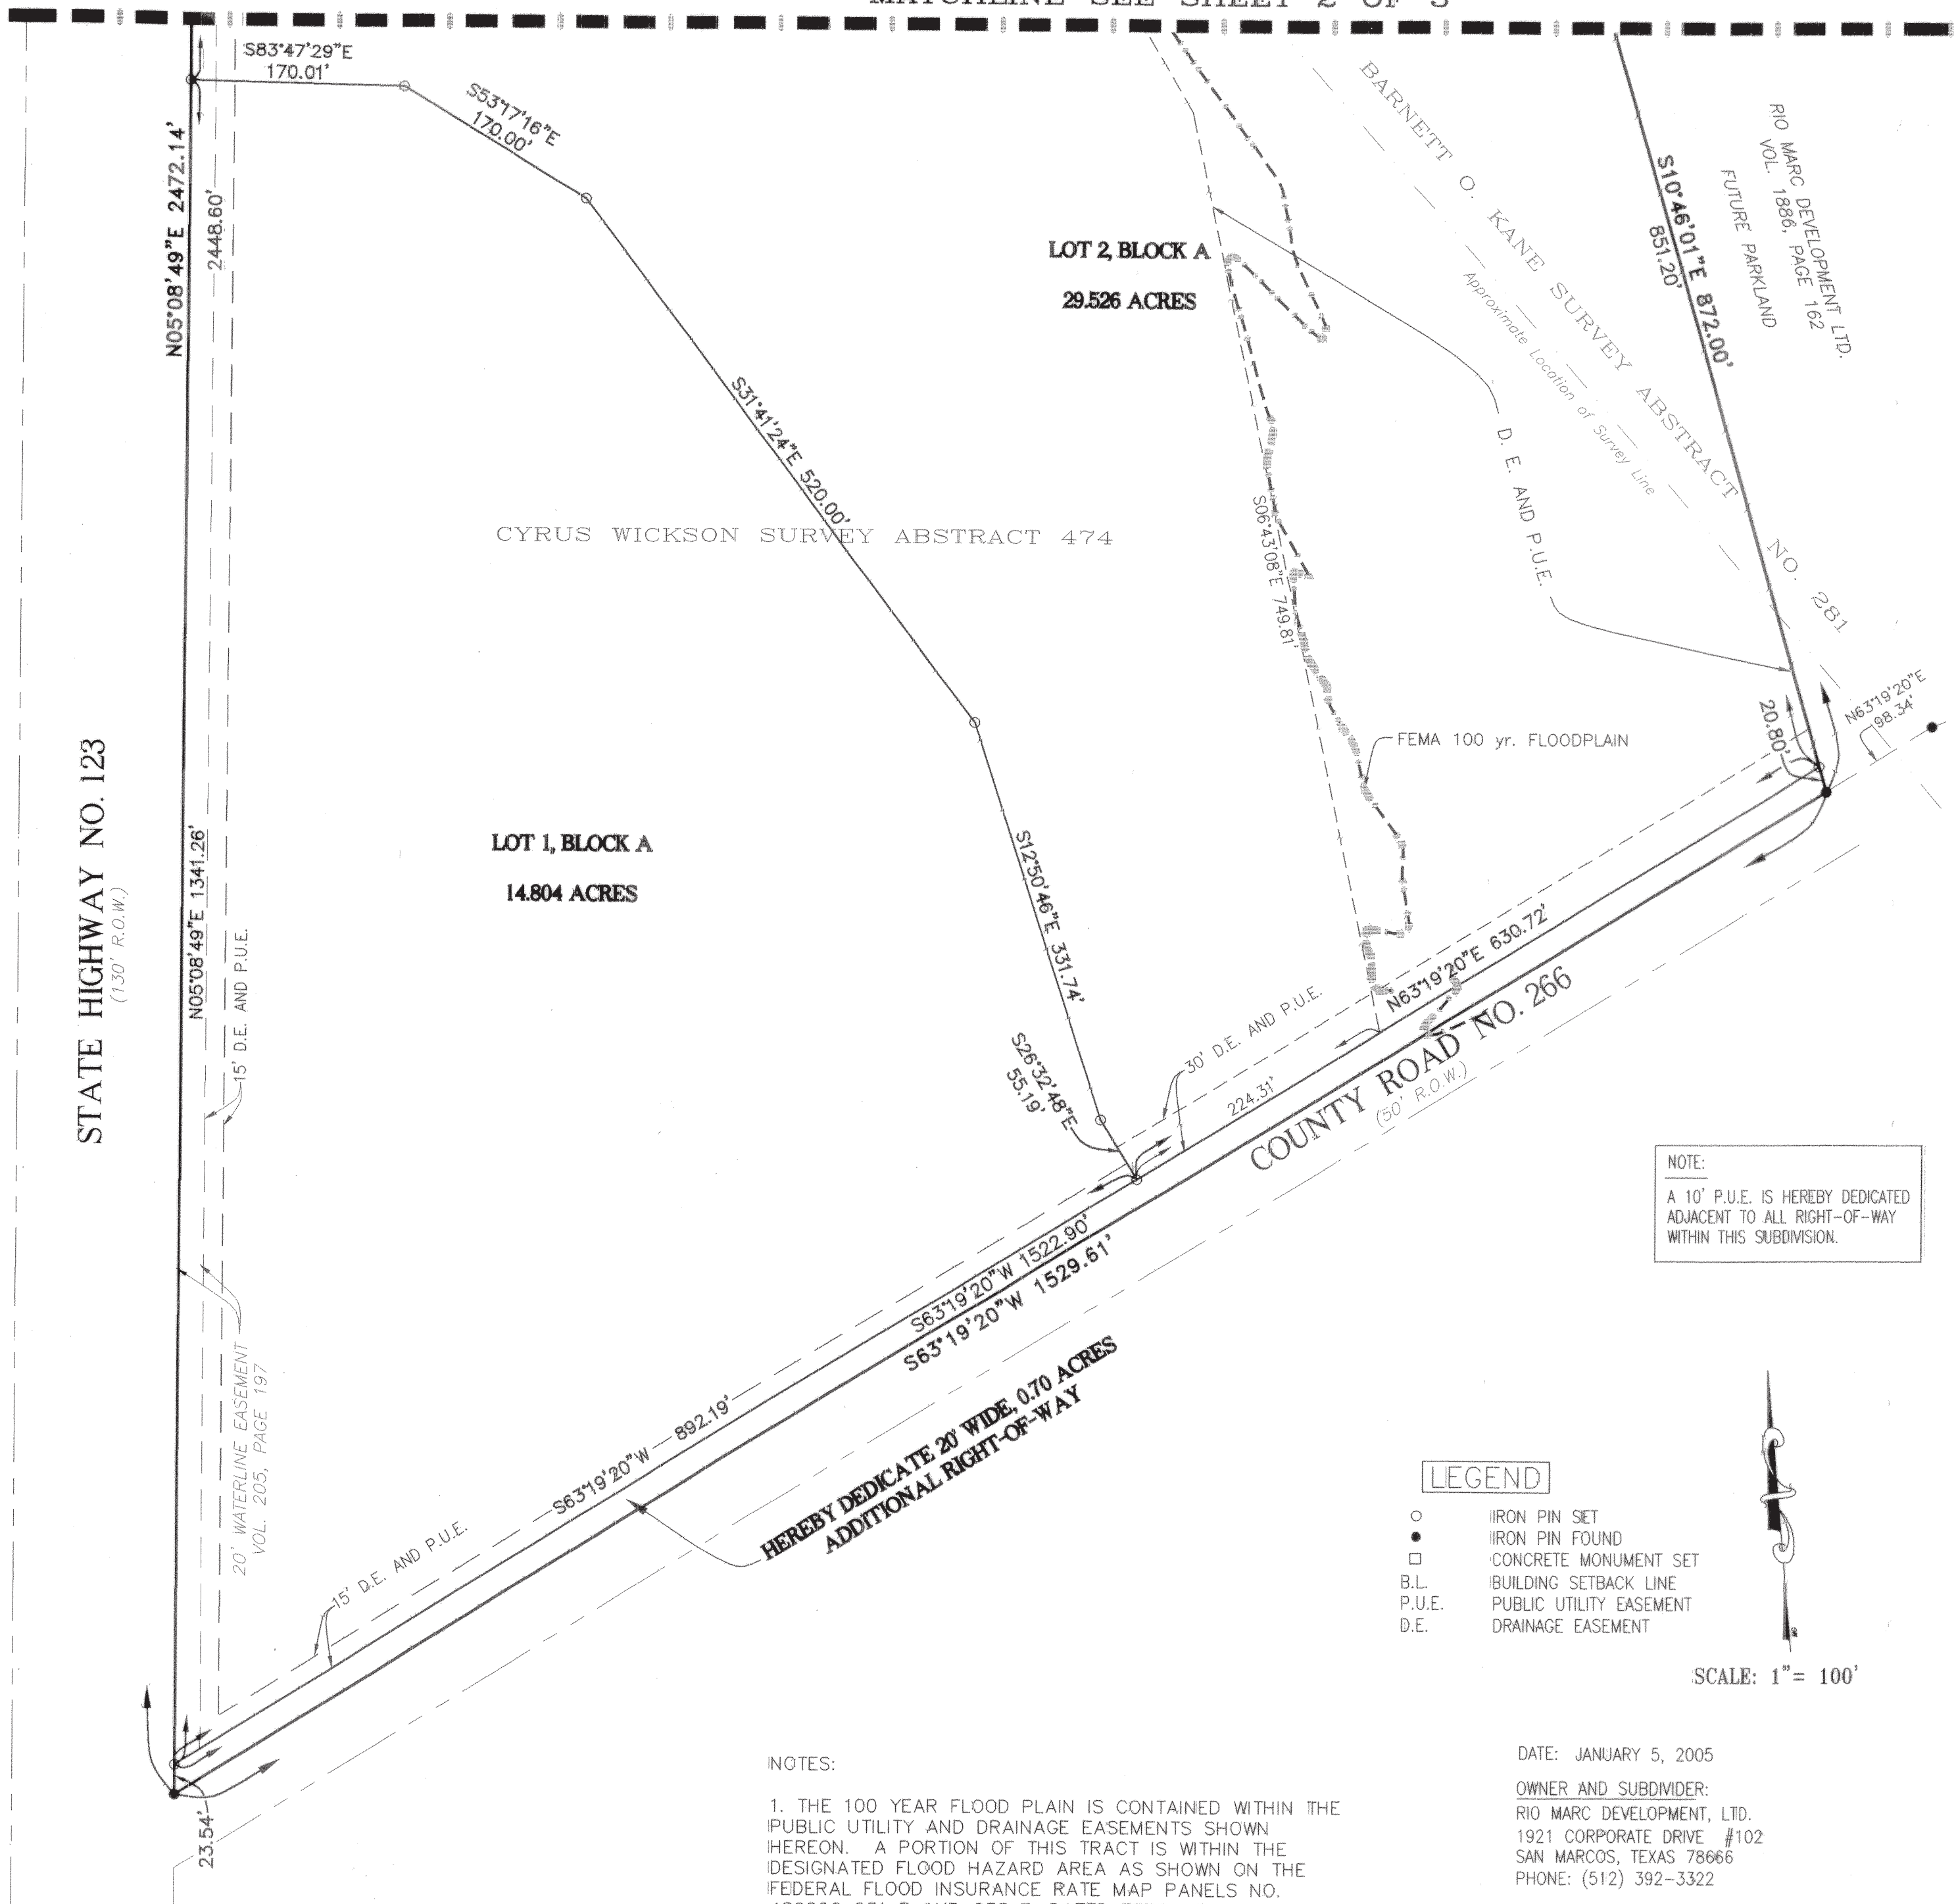 MATCHLINE SEE SHEET 2 OF 3
S83°47'29"E
170.01'
S53°17'16"E
170.00'
N05°08'49"E 2472.14'
2448.60'
BARNETT O. KANE SURVEY ABSTRACT NO. 281
Approximate Location of Survey Line
S10°46'01"E 872.00'
851.20'
RIO MARC DEVELOPMENT LTD.
VOL. 1886, PAGE 162
FUTURE PARKLAND
LOT 2, BLOCK A
29.526 ACRES
S31°41'24"E 520.00'
D. E. AND P.U.E.
CYRUS WICKSON SURVEY ABSTRACT 474
S06°43'08"E 749.81'
FEMA 100 yr. FLOODPLAIN
20.80'
N63°19'20"E
198.34'
STATE HIGHWAY NO. 123
(130' R.O.W.)
N05°08'49"E 1341.26'
15' D.E. AND P.U.E.
LOT 1, BLOCK A
14.804 ACRES
S12°50'46"E 331.74'
S26°32'48"E
55.19'
30' D.E. AND P.U.E.
N63°19'20"E 630.72'
224.31'
COUNTY ROAD NO. 266
(50' R.O.W.)
NOTE:
A 10' P.U.E. IS HEREBY DEDICATED
ADJACENT TO ALL RIGHT-OF-WAY
WITHIN THIS SUBDIVISION.
S63°19'20"W 1522.90'
S63°19'20"W 1529.61'
20' WATERLINE EASEMENT
VOL. 205, PAGE 197
S63°19'20"W 892.19'
HEREBY DEDICATE 20' WIDE, 0.70 ACRES
ADDITIONAL RIGHT-OF-WAY
15' D.E. AND P.U.E.
23.54'
LEGEND
IRON PIN SET
IRON PIN FOUND
CONCRETE MONUMENT SET
B.L. BUILDING SETBACK LINE
P.U.E. PUBLIC UTILITY EASEMENT
D.E. DRAINAGE EASEMENT
SCALE: 1"= 100'
NOTES:
1. THE 100 YEAR FLOOD PLAIN IS CONTAINED WITHIN THE
PUBLIC UTILITY AND DRAINAGE EASEMENTS SHOWN
HEREON. A PORTION OF THIS TRACT IS WITHIN THE
DESIGNATED FLOOD HAZARD AREA AS SHOWN ON THE
FEDERAL FLOOD INSURANCE RATE MAP PANELS NO.
DATE: JANUARY 5, 2005
OWNER AND SUBDIVIDER:
RIO MARC DEVELOPMENT, LTD.
1921 CORPORATE DRIVE #102
SAN MARCOS, TEXAS 78666
PHONE: (512) 392-3322